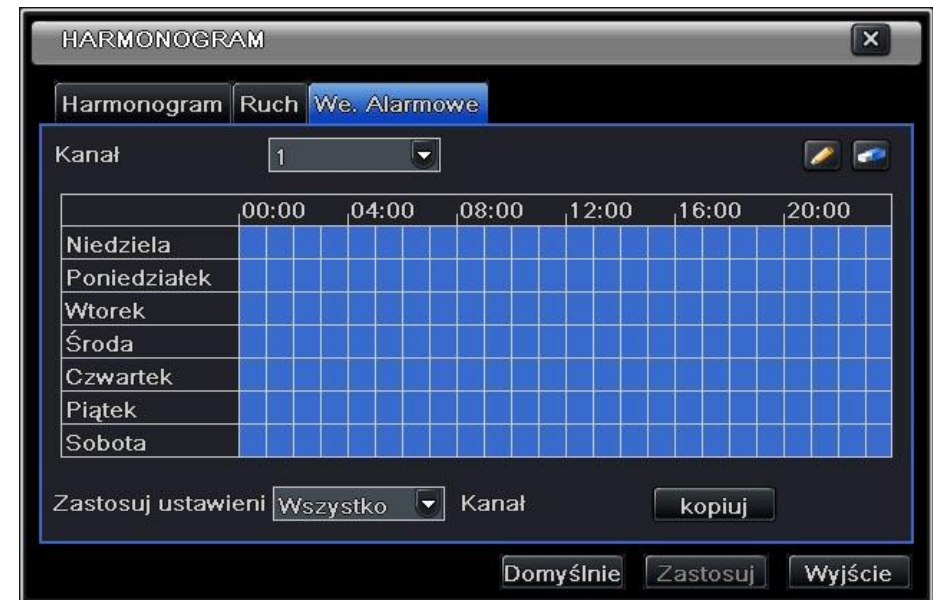 HARMONOGRAM
Harmonogram Ruch We. Alarmowe
Kanał 1
00:00 04:00 08:00 12:00 16:00 20:00
Niedziela
Poniedziałek
Wtorek
Środa
Czwartek
Piątek
Sobota
Zastosuj ustawieni Wszystko Kanał kopiuj
Domyślnie Zastosuj Wyjście